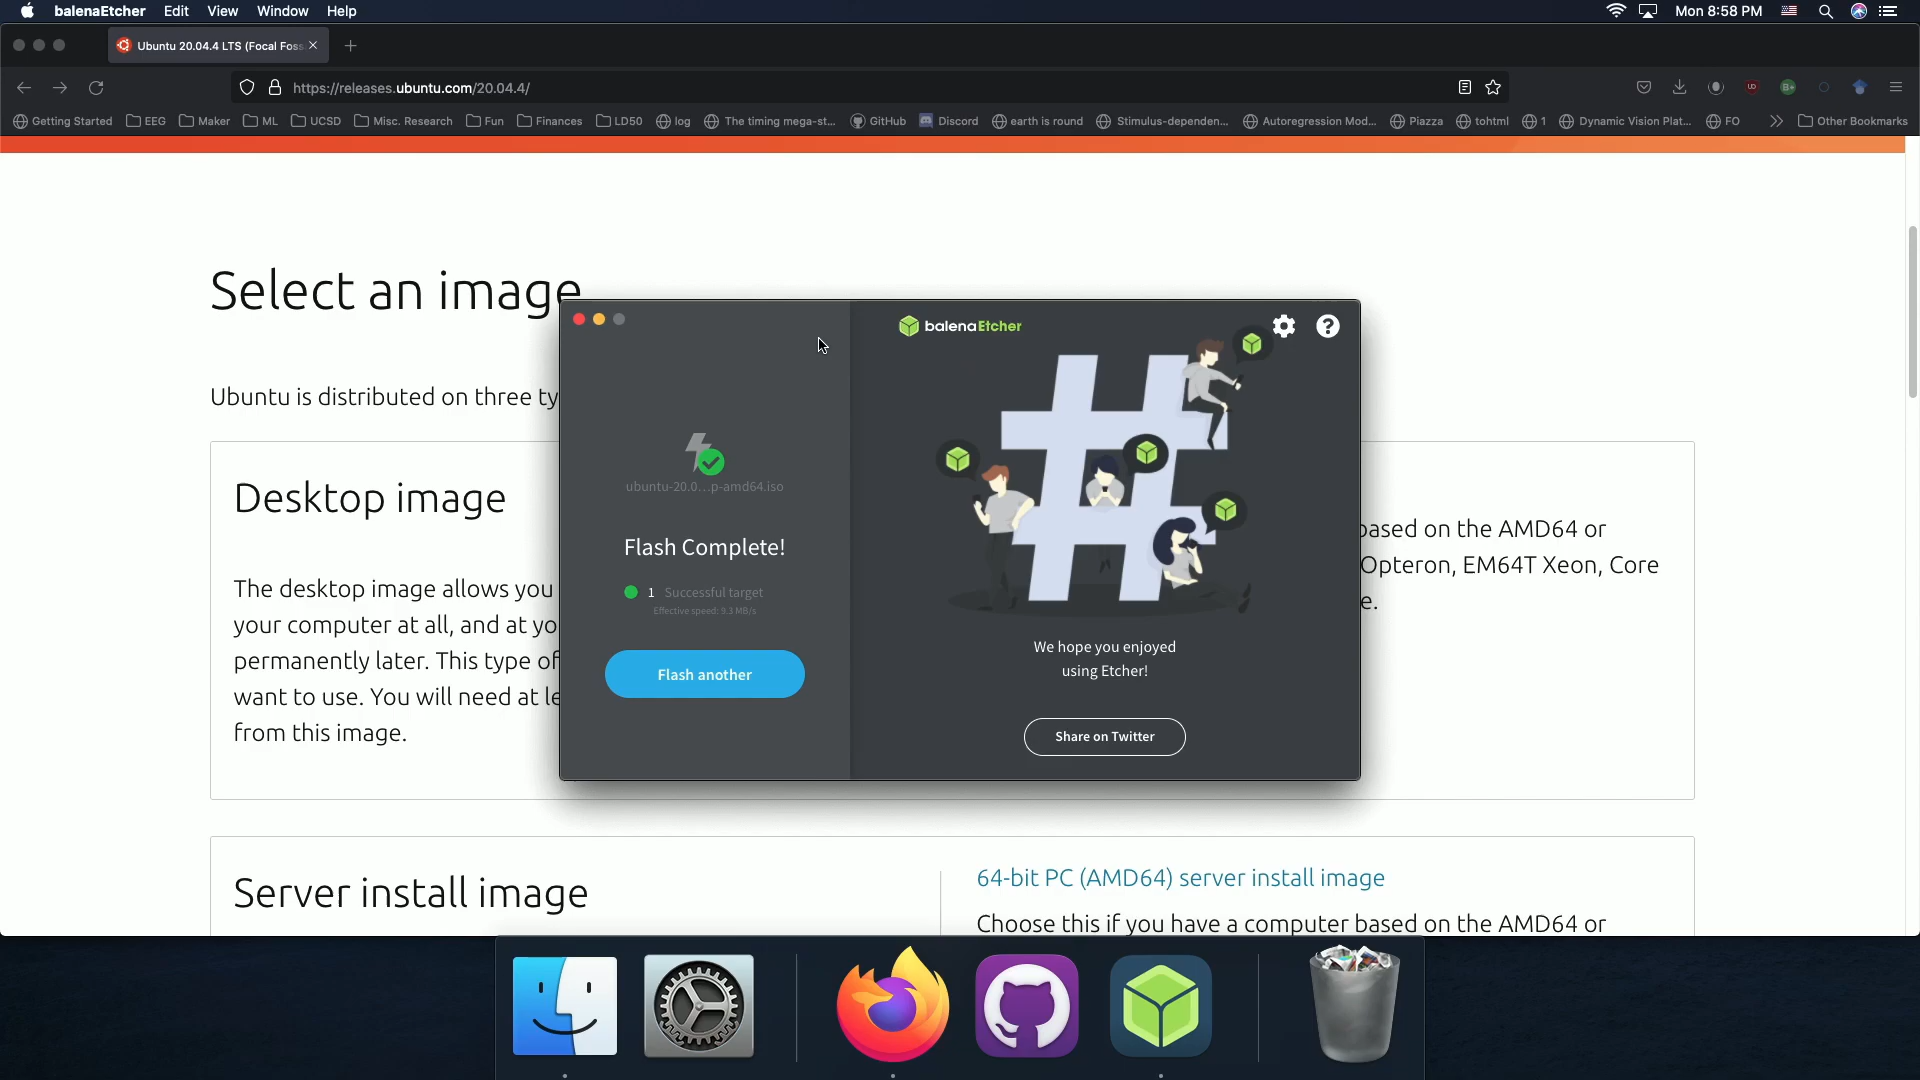 balenaEtcher Edit View Window Help
Mon 8:58 PM
Ubuntu 20.04.4 LTS (Focal Foss
https://releases.ubuntu.com/20.04.4/
Getting Started EEG Maker ML UCSD Misc. Research Fun Finances LD50 log The timing mega-st... GitHub Discord earth is round Stimulus-dependen... Autoregression Mod... Piazza tohtml 1 Dynamic Vision Plat... FO Other Bookmarks
Select an image
Ubuntu is distributed on three ty
Desktop image
The desktop image allows you
your computer at all, and at yo
permanently later. This type of
want to use. You will need at le
from this image.
based on the AMD64 or
Opteron, EM64T Xeon, Core
e.
balenaEtcher
ubuntu-20.0...p-amd64.iso
Flash Complete!
1 Successful target
Effective speed: 9.3 MB/s
Flash another
We hope you enjoyed
using Etcher!
Share on Twitter
Server install image
64-bit PC (AMD64) server install image
Choose this if you have a computer based on the AMD64 or